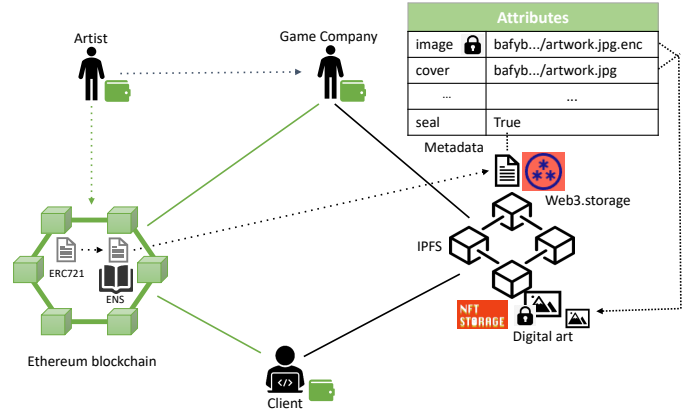 Attributes
image bafyb.../artwork.jpg.enc
cover bafyb.../artwork.jpg
... ...
seal True
Artist
Game Company
Metadata
Web3.storage
IPFS
ERC721
ENS
NFT
STORAGE
Digital art
Ethereum blockchain
</>
Client